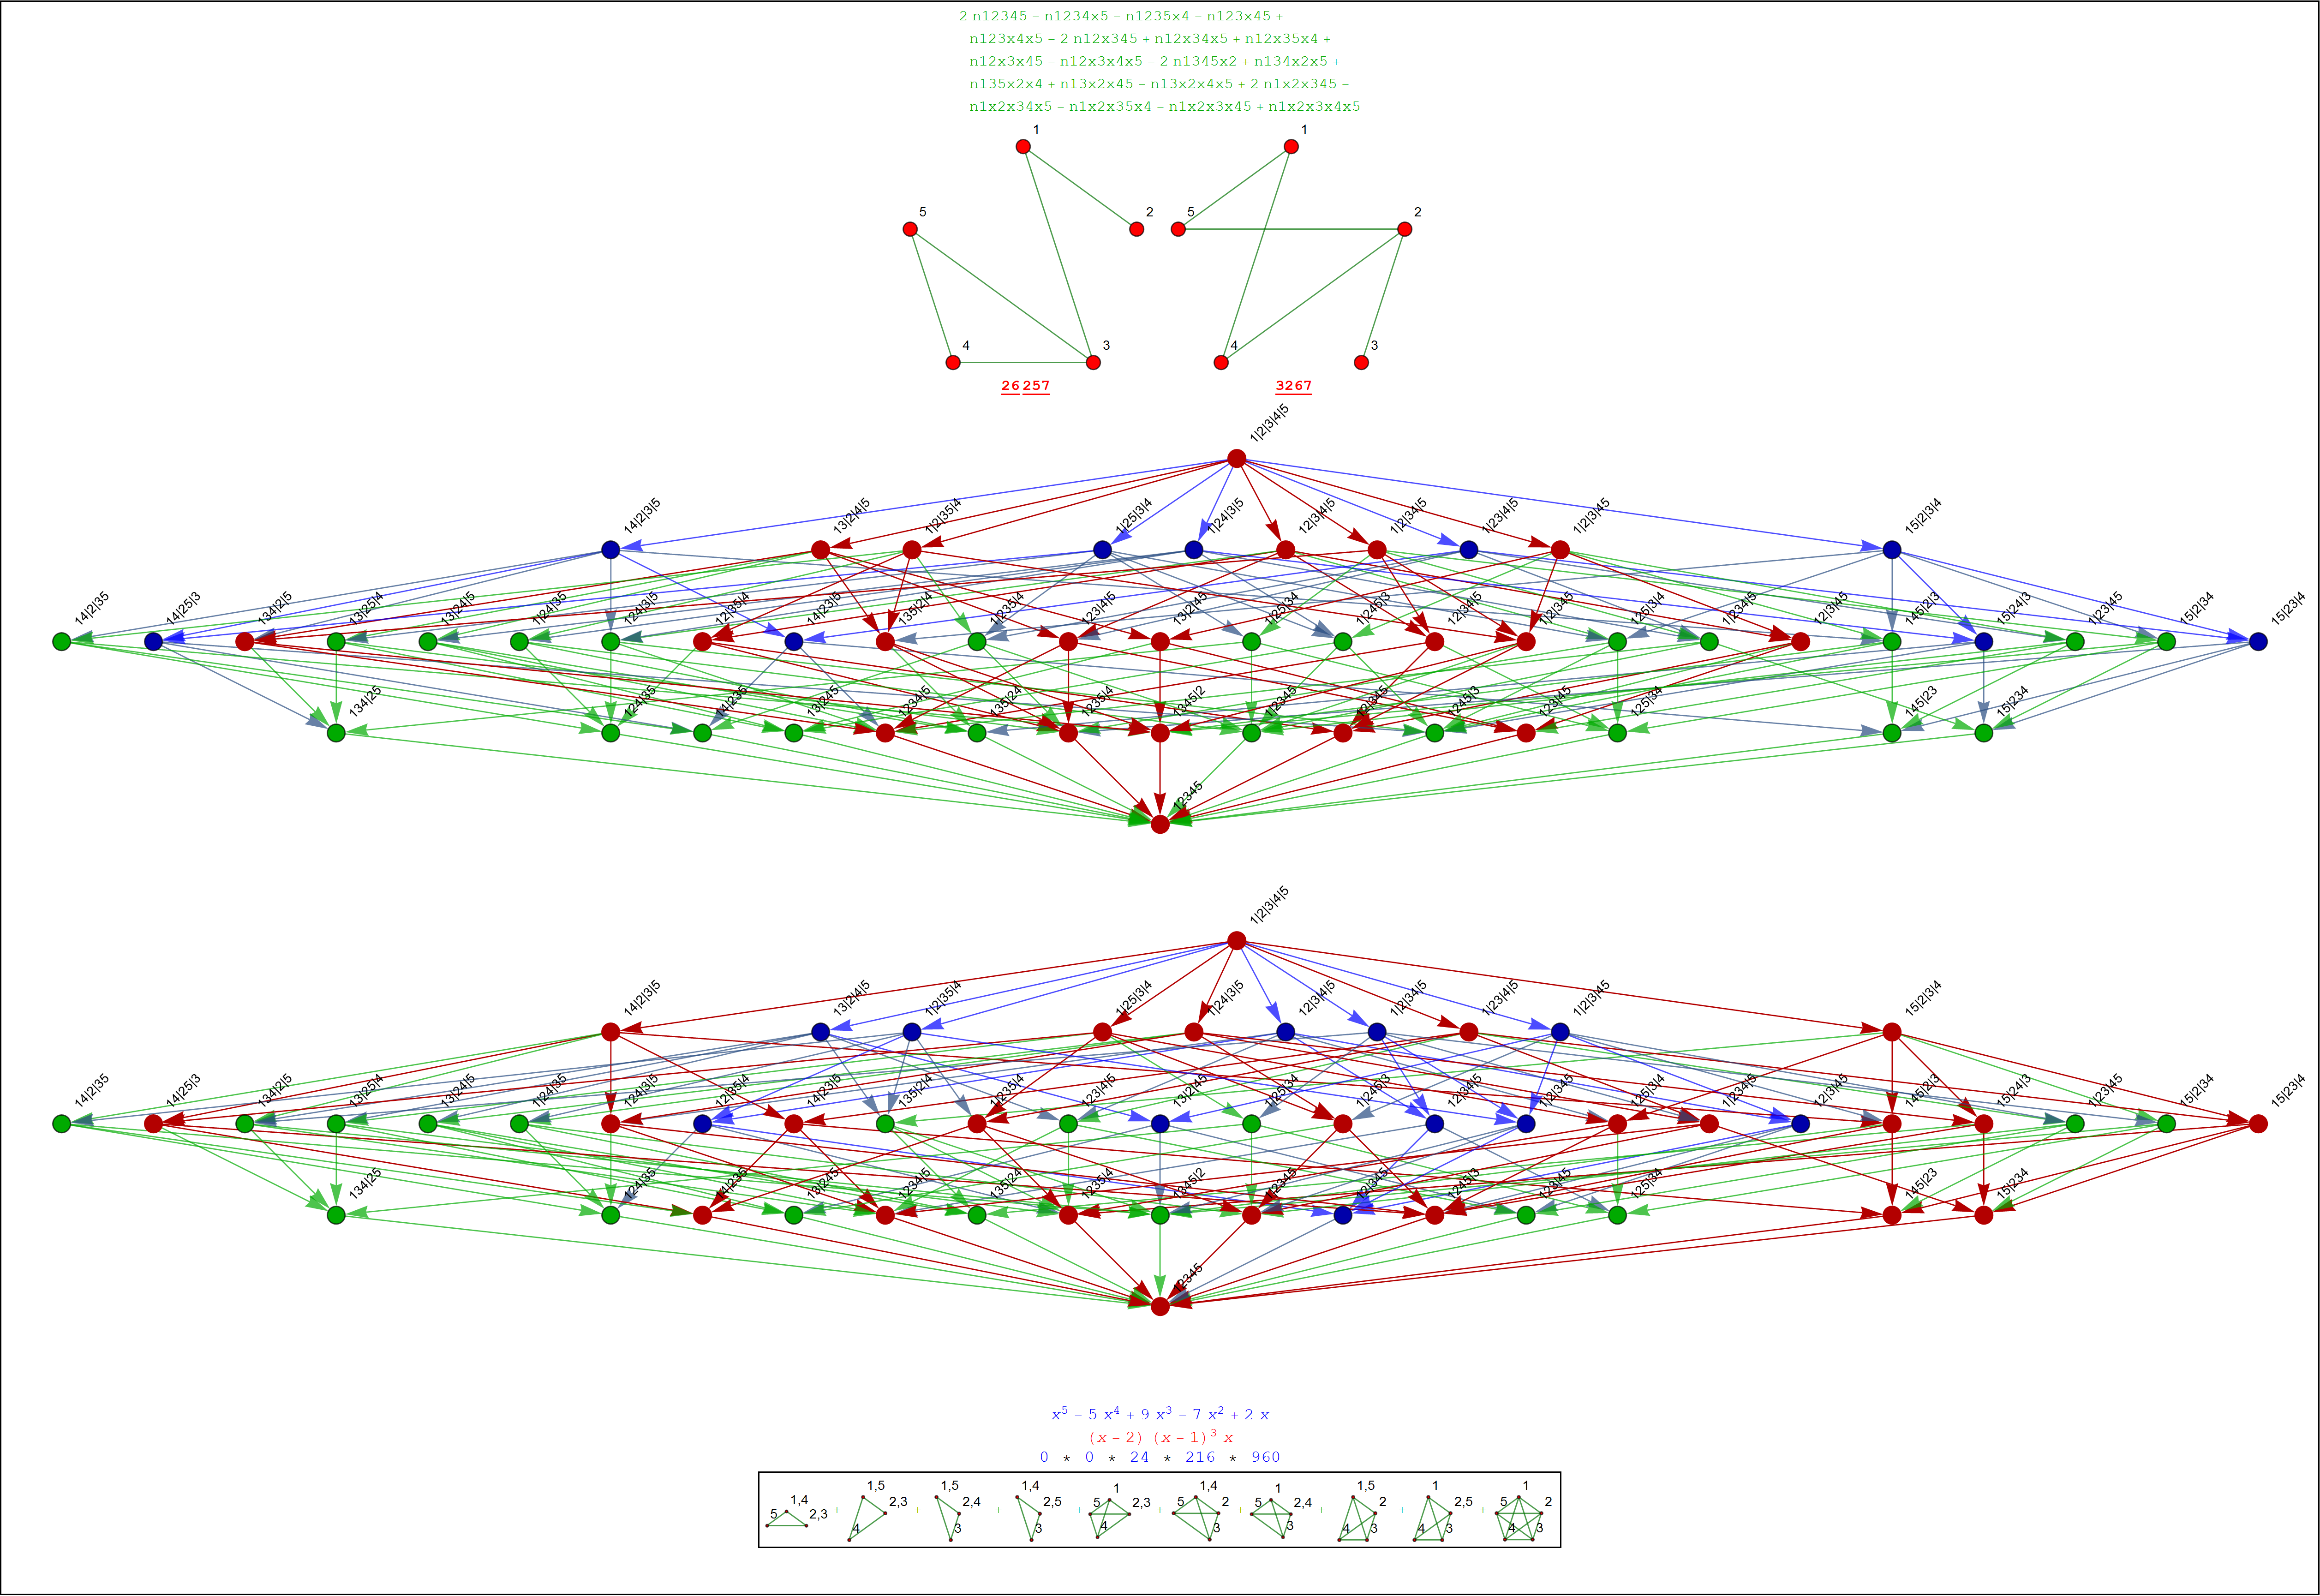 2 n12345 − n1234x5 − n1235x4 − n123x45 +
n123x4x5 − 2 n12x345 + n12x34x5 + n12x35x4 +
n12x3x45 − n12x3x4x5 − 2 n1345x2 + n134x2x5 +
n135x2x4 + n13x2x45 − n13x2x4x5 + 2 n1x2x345 −
n1x2x34x5 − n1x2x35x4 − n1x2x3x45 + n1x2x3x4x5
1 1
5 2 5 2
4 3 4 3
26 257 3267
1|2|3|4|5
14|2|3|5 13|2|4|5 1|2|35|4 1|25|3|4 1|24|3|5 12|3|4|5 1|2|34|5 1|23|4|5 1|2|3|45 15|2|3|4
14|2|35 14|25|3 134|2|5 13|25|4 13|24|5 1|24|35 124|3|5 12|35|4 14|23|5 135|2|4 1|235|4 123|4|5 13|2|45 1|25|34 1|245|3 12|34|5 1|2|345 125|3|4 1|234|5 12|3|45 145|2|3 15|24|3 1|23|45 15|2|34 15|23|4
134|25 124|35 14|235 13|245 1234|5 135|24 1235|4 1345|2 1|2345 12|345 1245|3 123|45 125|34 145|23 15|234
12345
1|2|3|4|5
14|2|3|5 13|2|4|5 1|2|35|4 1|25|3|4 1|24|3|5 12|3|4|5 1|2|34|5 1|23|4|5 1|2|3|45 15|2|3|4
14|2|35 14|25|3 134|2|5 13|25|4 13|24|5 1|24|35 124|3|5 12|35|4 14|23|5 135|2|4 1|235|4 123|4|5 13|2|45 1|25|34 1|245|3 12|34|5 1|2|345 125|3|4 1|234|5 12|3|45 145|2|3 15|24|3 1|23|45 15|2|34 15|23|4
134|25 124|35 14|235 13|245 1234|5 135|24 1235|4 1345|2 1|2345 12|345 1245|3 123|45 125|34 145|23 15|234
12345
x^5 − 5 x^4 + 9 x^3 − 7 x^2 + 2 x
(x − 2) (x − 1)^3 x
0 * 0 * 24 * 216 * 960
5 1,4 2,3 + 1,5 2,3 4 + 1,5 2,4 3 + 1,4 2,5 3 + 5 1 2,3 4 + 5 1,4 2 3 + 5 1 2,4 3 + 1,5 2 4 3 + 1 2,5 4 3 + 5 1 2 4 3